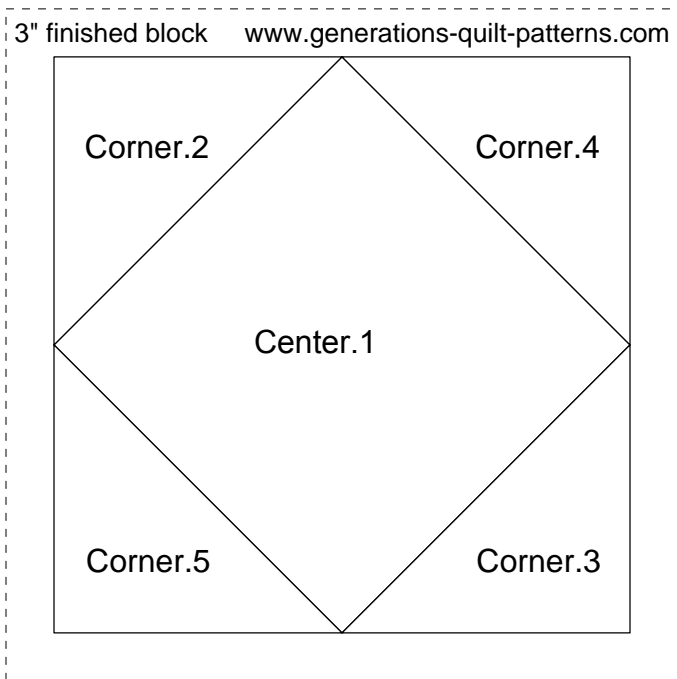 3" finished block www.generations-quilt-patterns.com
Corner.2 Corner.4
Center.1
Corner.5 Corner.3